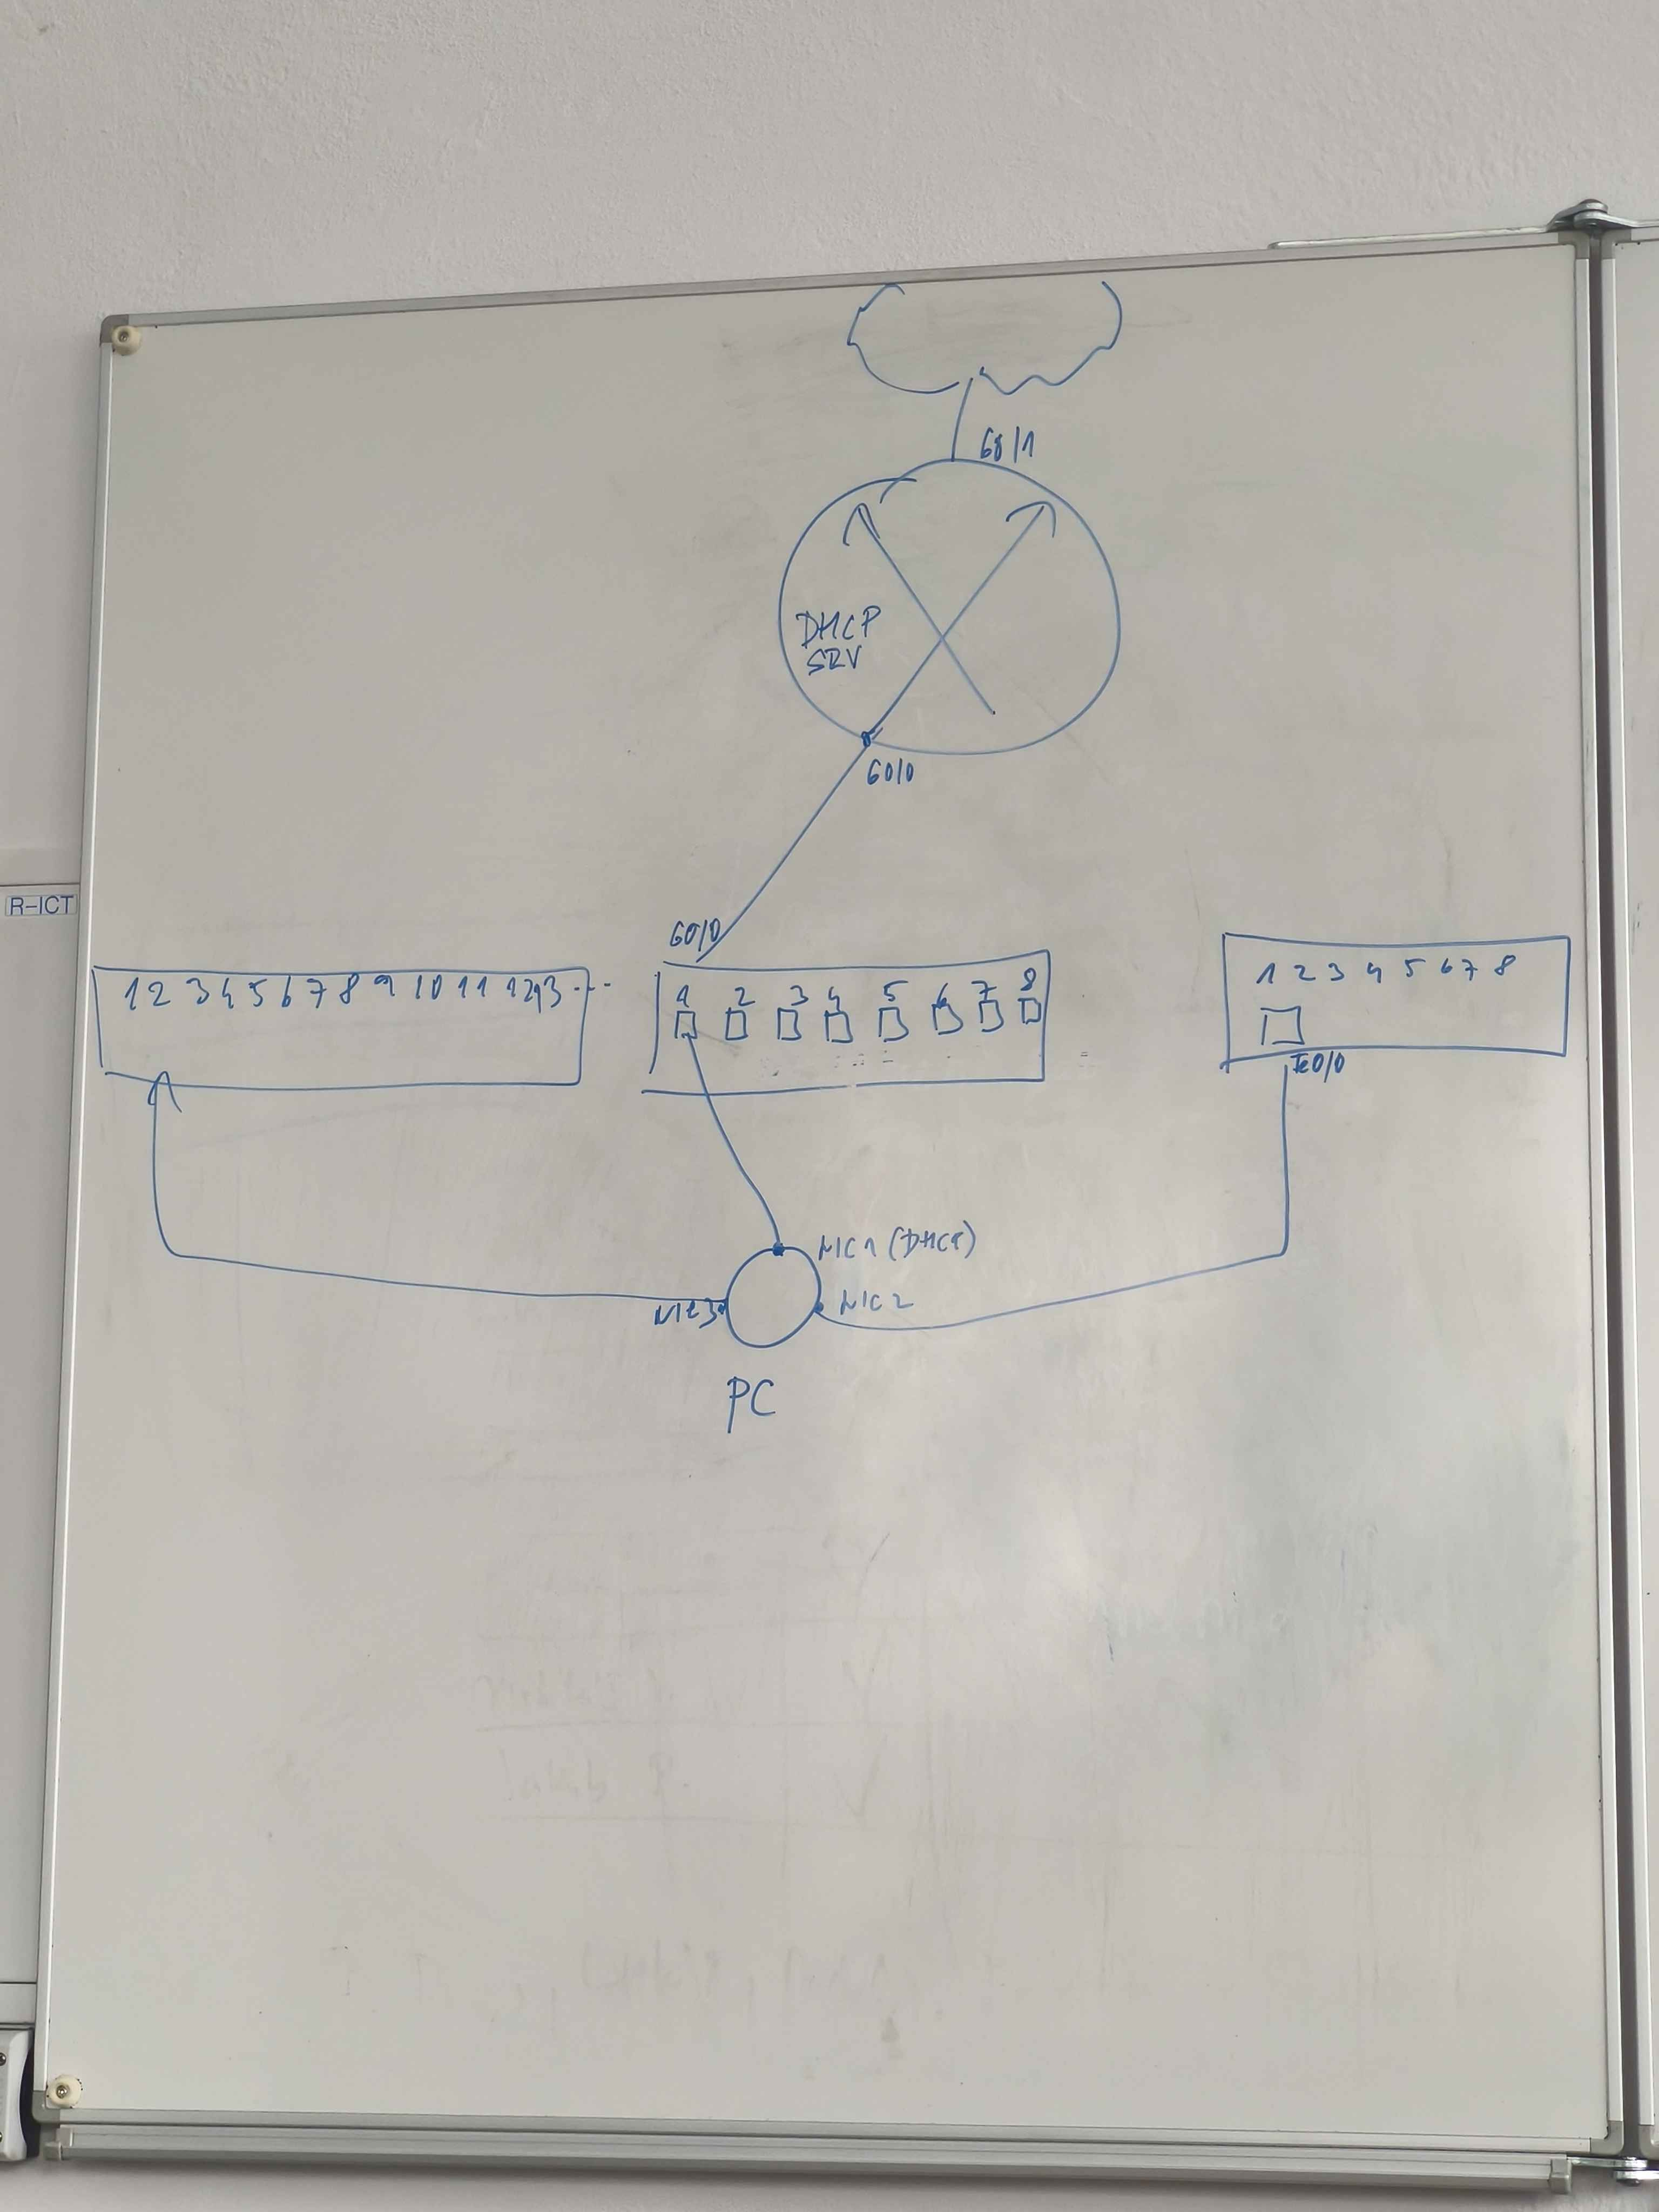 G0/1
DHCP
SRV
G0/0
R-ICT
G0/0
1 2 3 4 5 6 7 8 9 10 11 12 13 ...
1 2 3 4 5 6 7 8
1 2 3 4 5 6 7 8
Fe0/0
NIC1 (DHCP)
NIC3
NIC2
PC